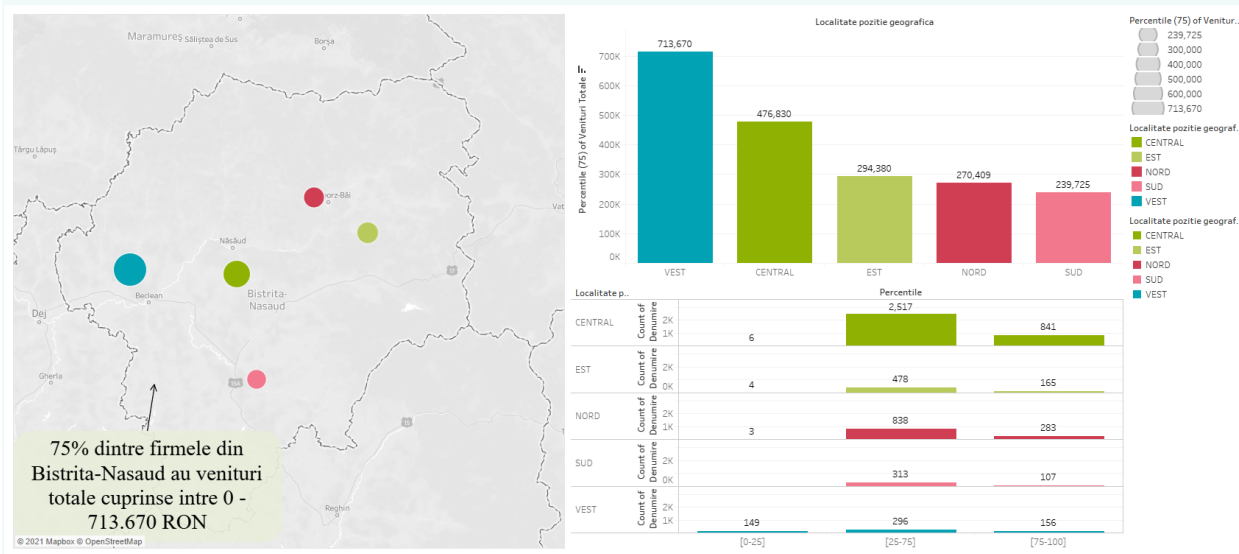 Maramureș
Săliștea de Sus
Borșa
Târgu Lăpuș
orz-Băi
Vat
Năsăud
17
Bistrita-
Nasaud
Beclean
Dej
Gherla
15A
15
Reghin
75% dintre firmele din
Bistrita-Nasaud au venituri
totale cuprinse intre 0 -
713.670 RON
© 2021 Mapbox © OpenStreetMap
Localitate pozitie geografica
Percentile (75) of Venituri Totale
700K
600K
500K
400K
300K
200K
100K
0K
713,670
476,830
294,380
270,409
239,725
VEST
CENTRAL
EST
NORD
SUD
Localitate p..
Percentile
CENTRAL
Count of
Denumire
2K
1K
6
2,517
841
EST
Count of
Denumire
2K
0K
4
478
165
NORD
Count of
Denumire
2K
1K
3
838
283
SUD
Count of
Denumire
2K
0K
313
107
VEST
Count of
Denumire
2K
1K
149
296
156
[0-25]
[25-75]
[75-100]
Percentile (75) of Venitur..
239,725
300,000
400,000
500,000
600,000
713,670
Localitate pozitie geograf..
CENTRAL
EST
NORD
SUD
VEST
Localitate pozitie geograf..
CENTRAL
EST
NORD
SUD
VEST